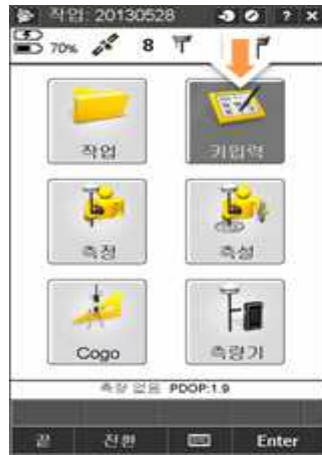 작업: 20130528 ? ×
70% 8
작업 키입력
측정 측설
Cogo 측량기
측량 없음 PDOP:1.9
끝 전환 Enter